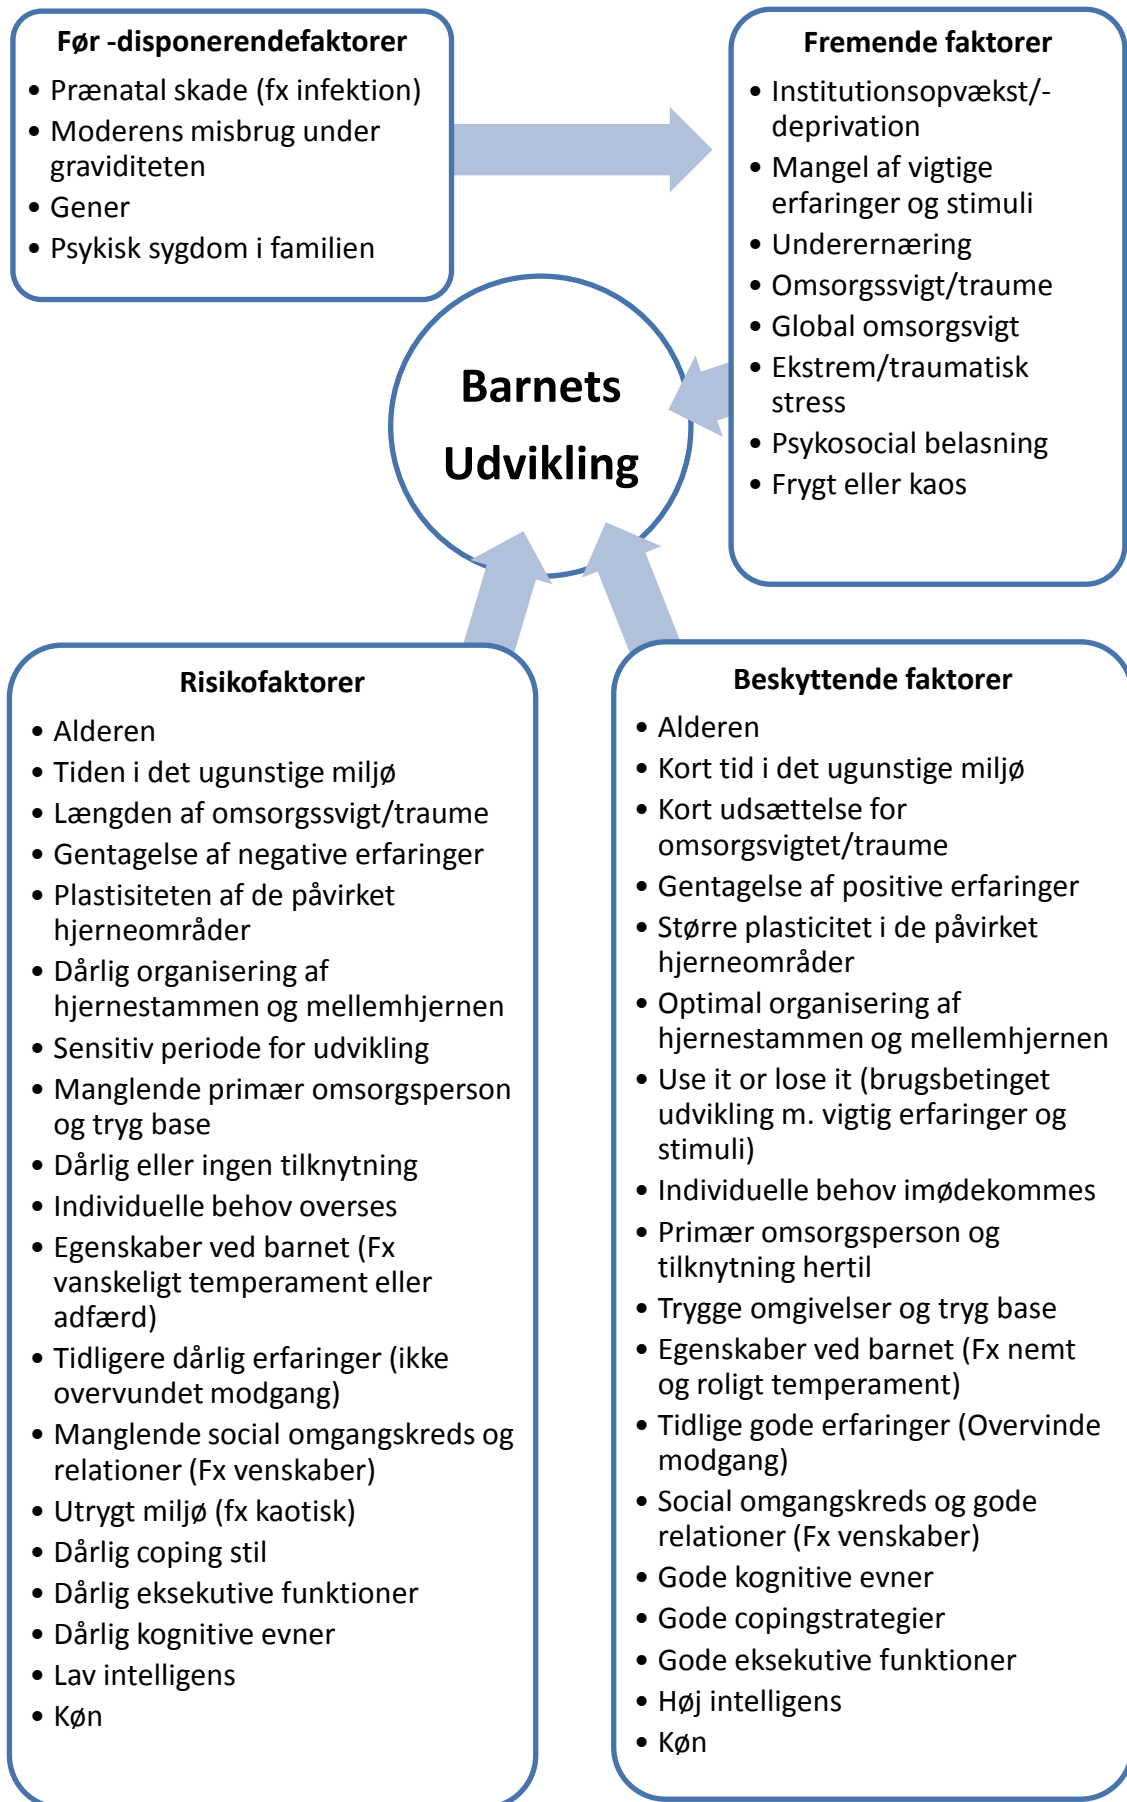 Før -disponerendefaktorer
• Prænatal skade (fx infektion)
• Moderens misbrug under
graviditeten
• Gener
• Psykisk sygdom i familien
Fremende faktorer
• Institutionsopvækst/-
deprivation
• Mangel af vigtige
erfaringer og stimuli
• Underernæring
• Omsorgssvigt/traume
• Global omsorgsvigt
• Ekstrem/traumatisk
stress
• Psykosocial belasning
• Frygt eller kaos
Barnets
Udvikling
Risikofaktorer
• Alderen
• Tiden i det ugunstige miljø
• Længden af omsorgssvigt/traume
• Gentagelse af negative erfaringer
• Plastisiteten af de påvirket
hjerneområder
• Dårlig organisering af
hjernestammen og mellemhjernen
• Sensitiv periode for udvikling
• Manglende primær omsorgsperson
og tryg base
• Dårlig eller ingen tilknytning
• Individuelle behov overses
• Egenskaber ved barnet (Fx
vanskeligt temperament eller
adfærd)
• Tidligere dårlig erfaringer (ikke
overvundet modgang)
• Manglende social omgangskreds og
relationer (Fx venskaber)
• Utrygt miljø (fx kaotisk)
• Dårlig coping stil
• Dårlig eksekutive funktioner
• Dårlig kognitive evner
• Lav intelligens
• Køn
Beskyttende faktorer
• Alderen
• Kort tid i det ugunstige miljø
• Kort udsættelse for
omsorgsvigtet/traume
• Gentagelse af positive erfaringer
• Større plasticitet i de påvirket
hjerneområder
• Optimal organisering af
hjernestammen og mellemhjernen
• Use it or lose it (brugsbetinget
udvikling m. vigtig erfaringer og
stimuli)
• Individuelle behov imødekommes
• Primær omsorgsperson og
tilknytning hertil
• Trygge omgivelser og tryg base
• Egenskaber ved barnet (Fx nemt
og roligt temperament)
• Tidlige gode erfaringer (Overvinde
modgang)
• Social omgangskreds og gode
relationer (Fx venskaber)
• Gode kognitive evner
• Gode copingstrategier
• Gode eksekutive funktioner
• Høj intelligens
• Køn